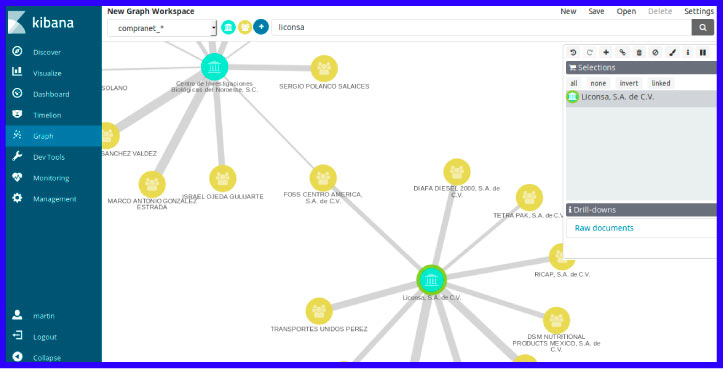 kibana
Discover
Visualize
Dashboard
Timelion
Graph
Dev Tools
Monitoring
Management
martin
Logout
Collapse
New Graph Workspace
New Save Open Delete Settings
compranet_*
liconsa
Centro de Investigaciones
Biológicas del Noroeste, S.C.
SOLANO
SERGIO POLANCO SALAICES
SANCHEZ VALDEZ
MARCO ANTONIO GONZALEZ
ESTRADA
ISRAEL OJEDA GULUARTE
FOSS CENTRO AMERICA,
S.A. de C.V.
DIAFA DIESEL 2000, S.A. de
C.V.
TETRA PAK, S.A. de C.V.
RICAP, S.A. de C.V.
Liconsa, S.A. de C.V.
TRANSPORTES UNIDOS PEREZ
DSM NUTRITIONAL
PRODUCTS MEXICO, S.A. de
C.V.
Selections
all none invert linked
Liconsa, S.A. de C.V.
Drill-downs
Raw documents